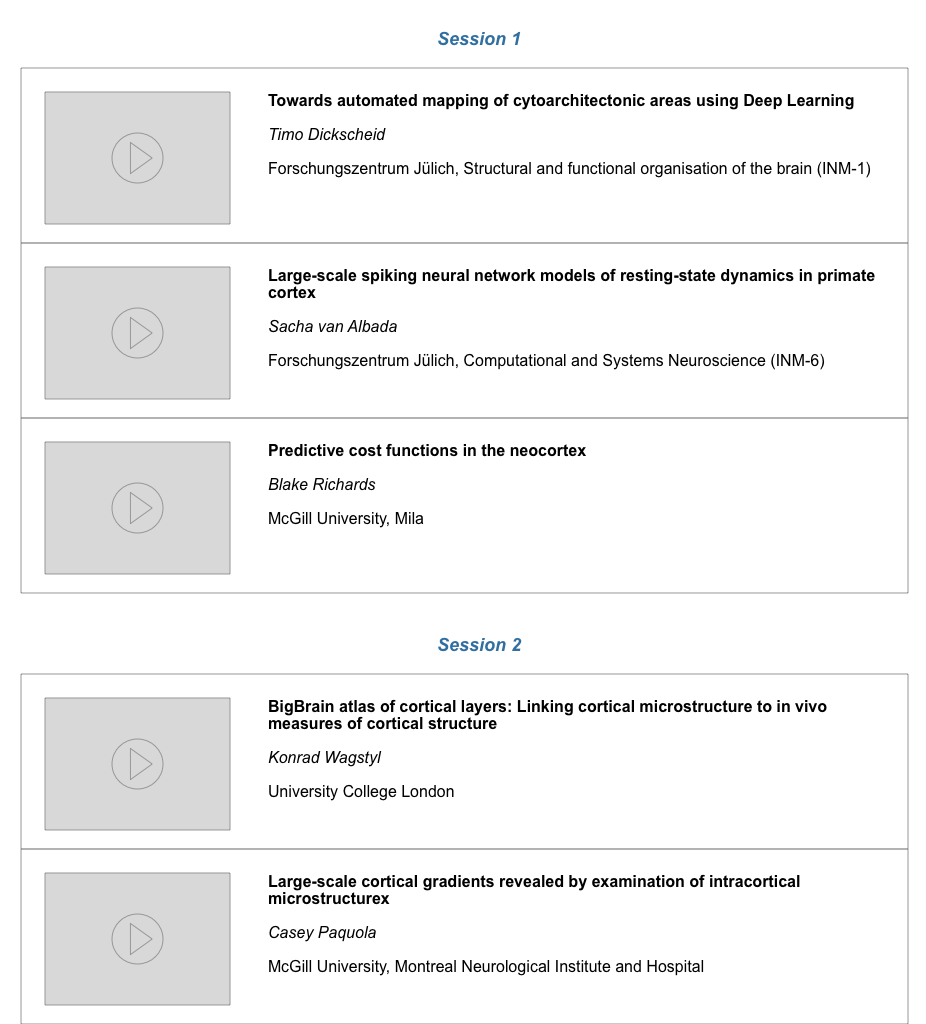 Session 1
Towards automated mapping of cytoarchitectonic areas using Deep Learning
Timo Dickscheid
Forschungszentrum Jülich, Structural and functional organisation of the brain (INM-1)
Large-scale spiking neural network models of resting-state dynamics in primate
cortex
Sacha van Albada
Forschungszentrum Jülich, Computational and Systems Neuroscience (INM-6)
Predictive cost functions in the neocortex
Blake Richards
McGill University, Mila
Session 2
BigBrain atlas of cortical layers: Linking cortical microstructure to in vivo
measures of cortical structure
Konrad Wagstyl
University College London
Large-scale cortical gradients revealed by examination of intracortical
microstructurex
Casey Paquola
McGill University, Montreal Neurological Institute and Hospital